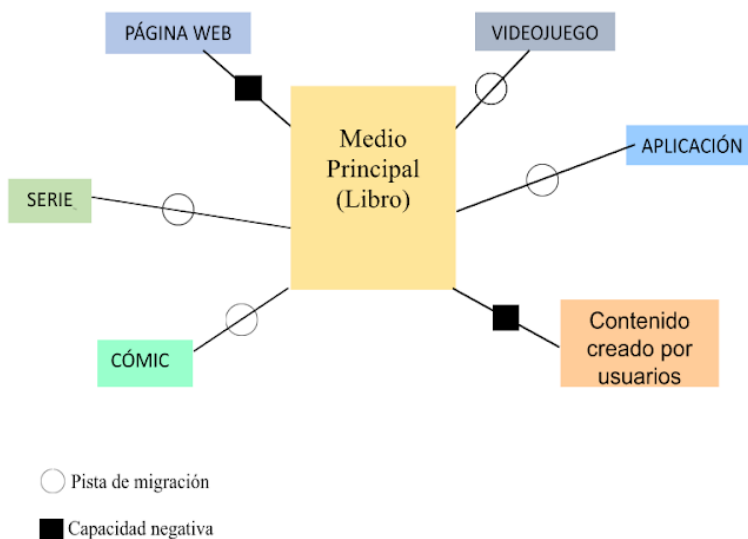 PÁGINA WEB
VIDEOJUEGO
Medio
Principal
(Libro)
APLICACIÓN
SERIE
CÓMIC
Contenido
creado por
usuarios
Pista de migración
Capacidad negativa